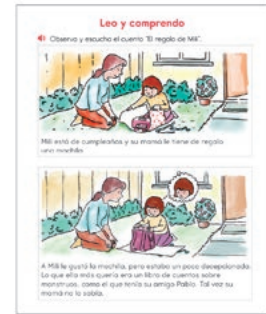 Leo y comprendo
Observa y escucha el cuento "El regalo de Mili".
Mili está de cumpleaños y su mamá le tiene de regalo
una mochila.
A Mili le gustó la mochila, pero estaba un poco decepcionada.
Lo que ella más quería era un libro de cuentos sobre
monstruos, como el que tenía su amigo Pablo. Tal vez su
mamá no lo sabía.